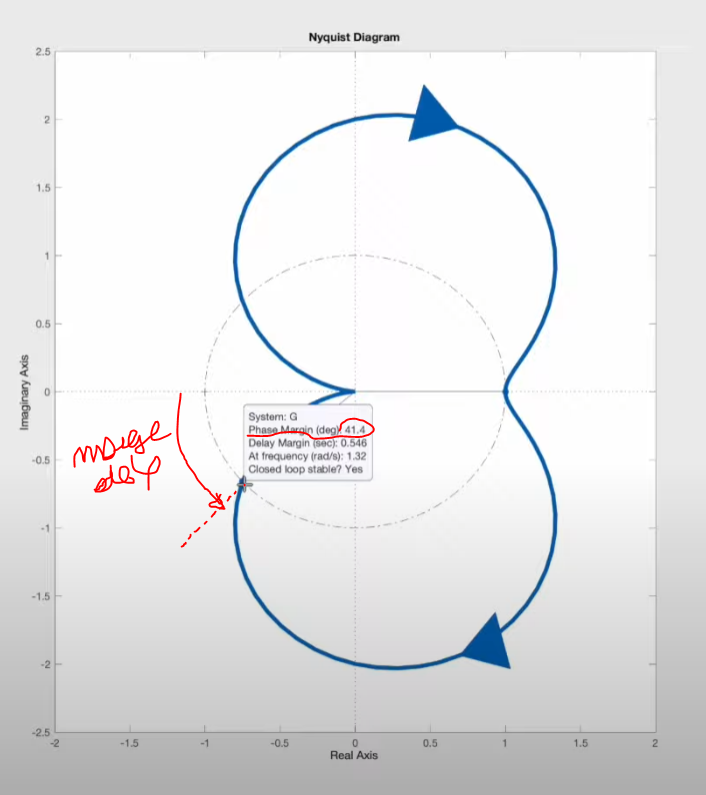 Nyquist Diagram
2.5
2
1.5
1
0.5
0
-0.5
-1
-1.5
-2
-2.5
Imaginary Axis
System: G
Phase Margin (deg): 41.4
Delay Margin (sec): 0.546
At frequency (rad/s): 1.32
Closed loop stable? Yes
marge
de φ
-2 -1.5 -1 -0.5 0 0.5 1 1.5 2
Real Axis